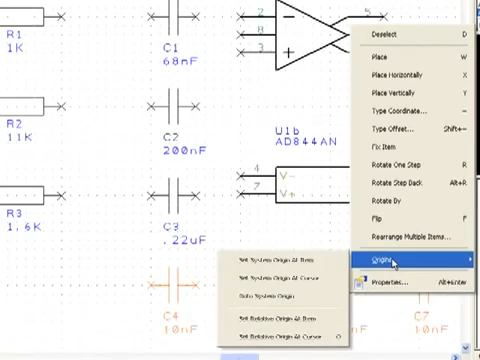 R1
1K
C1
68nF
2
8
3
5
R2
11K
C2
200nF
U1b
AD844AN
4 V-
7 V+
R3
1.6K
C3
.22uF
C4
10nF
C7
10nF
Deselect D
Place W
Place Horizontally X
Place Vertically Y
Type Coordinate... =
Type Offset... Shift+=
Fix Item
Rotate One Step R
Rotate Step Back Alt+R
Rotate By
Flip F
Rearrange Multiple Items...
Origins
Properties... Alt+Enter
Set System Origin At Item
Set System Origin At Cursor
Goto System Origin
Set Relative Origin At Item
Set Relative Origin At Cursor O